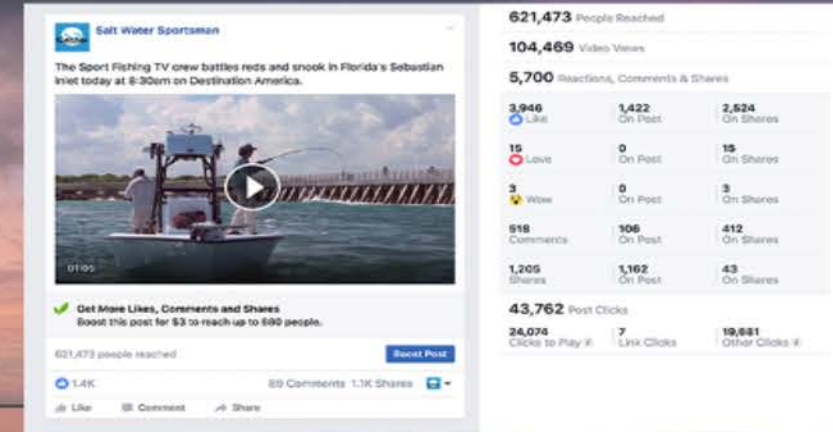 Salt Water Sportsman
The Sport Fishing TV crew battles reds and snook in Florida's Sebastian
Inlet today at 8:30am on Destination America.
01:05
Get More Likes, Comments and Shares
Boost this post for $3 to reach up to 680 people.
621,473 people reached
Boost Post
1.4K
89 Comments 1.1K Shares
Like
Comment
Share
621,473 People Reached
104,469 Video Views
5,700 Reactions, Comments & Shares
3,946 1,422 2,524
Like On Post On Shares
15 0 15
Love On Post On Shares
3 0 3
Wow On Post On Shares
518 106 412
Comments On Post On Shares
1,205 1,162 43
Shares On Post On Shares
43,762 Post Clicks
24,074 7 19,681
Clicks to Play Link Clicks Other Clicks